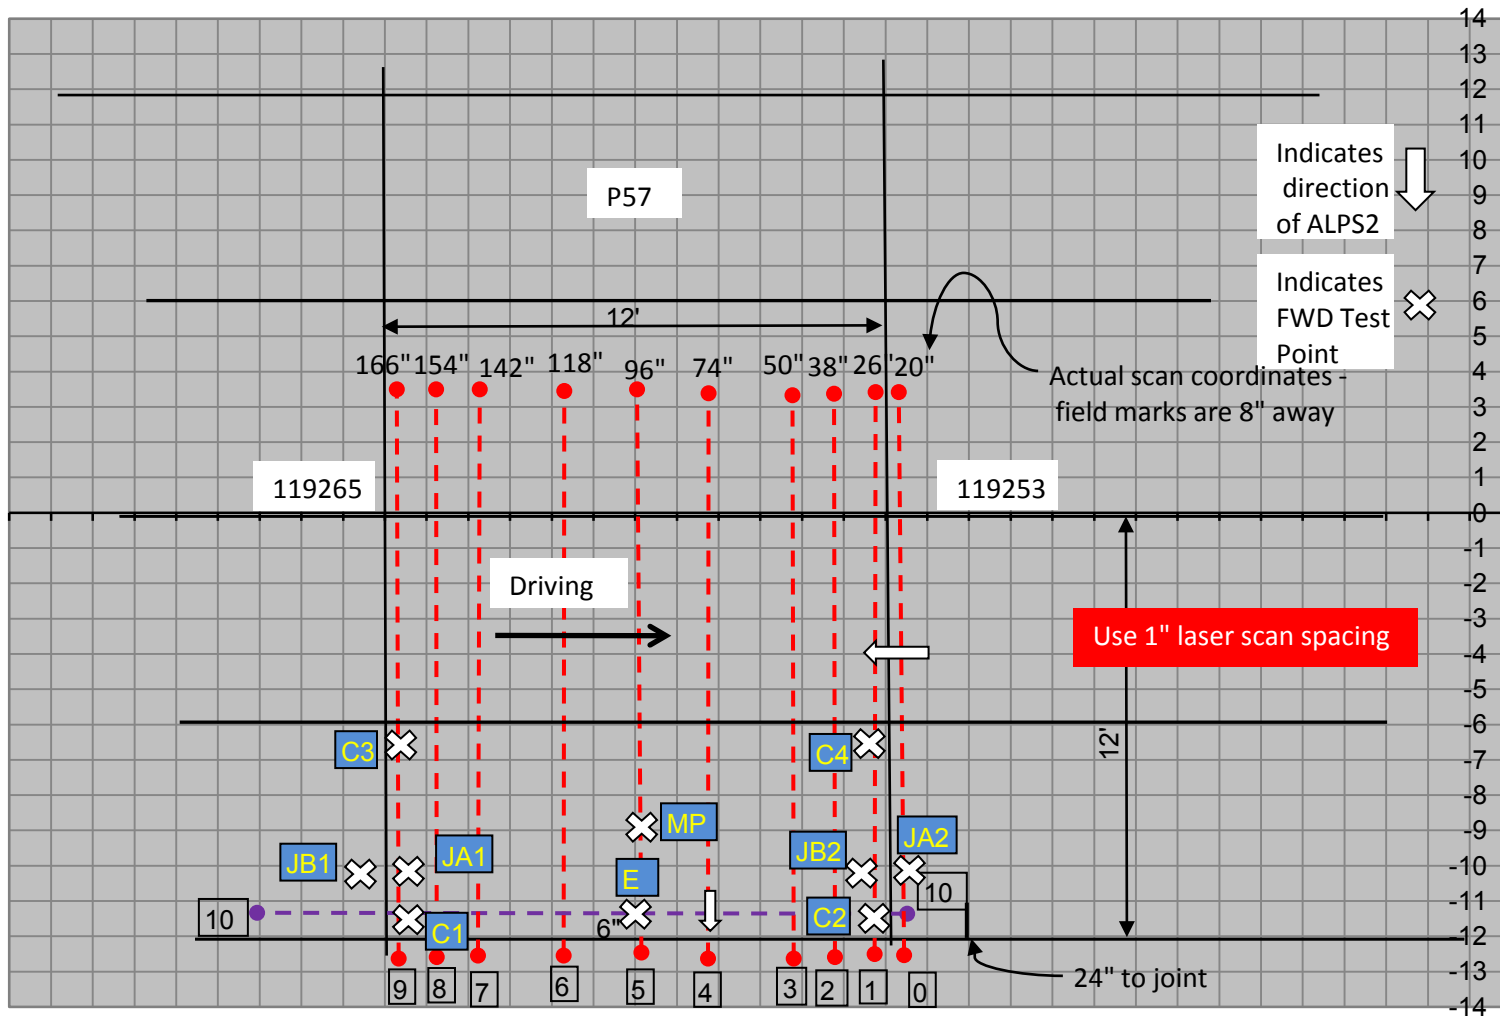 14
13
12
11
10
9
8
7
6
5
4
3
2
1
0
-1
-2
-3
-4
-5
-6
-7
-8
-9
-10
-11
-12
-13
-14
Indicates
direction
of ALPS2
Indicates
FWD Test
Point
P57
12'
166" 154" 142" 118" 96" 74" 50" 38" 26" 20"
Actual scan coordinates -
field marks are 8" away
119265
119253
Driving
Use 1" laser scan spacing
12'
C3
C4
MP
JB1
JA1
E
JB2
JA2
10
10
6"
C1
C2
24" to joint
9 8 7 6 5 4 3 2 1 0